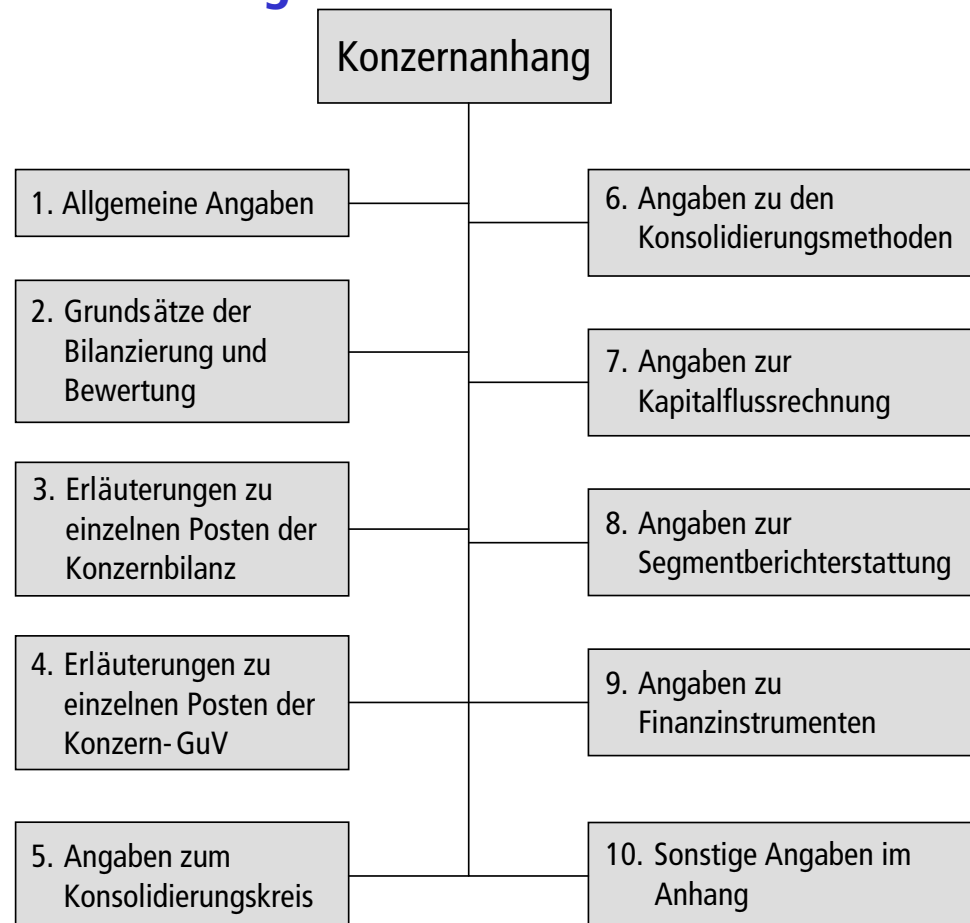 Konzernanhang
1. Allgemeine Angaben
2. Grundsätze der
Bilanzierung und
Bewertung
3. Erläuterungen zu
einzelnen Posten der
Konzernbilanz
4. Erläuterungen zu
einzelnen Posten der
Konzern- GuV
5. Angaben zum
Konsolidierungskreis
6. Angaben zu den
Konsolidierungsmethoden
7. Angaben zur
Kapitalflussrechnung
8. Angaben zur
Segmentberichterstattung
9. Angaben zu
Finanzinstrumenten
10. Sonstige Angaben im
Anhang